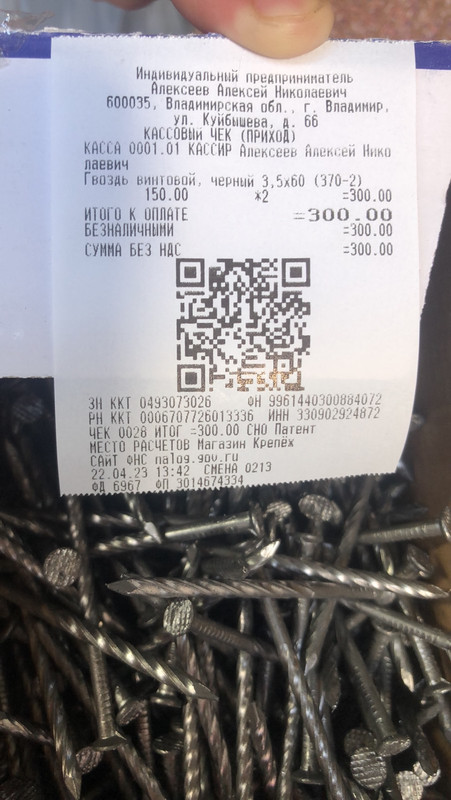 Индивидуальный предприниматель
Алексеев Алексей Николаевич
600035, Владимирская обл., г. Владимир,
ул. Куйбышева, д. 66
КАССОВЫЙ ЧЕК (ПРИХОД)
КАССА 0001.01 КАССИР Алексеев Алексей Нико
лаевич
Гвоздь винтовой, черный 3,5х60 (370-2)
150.00 *2 =300.00
ИТОГО К ОПЛАТЕ =300.00
БЕЗНАЛИЧНЫМИ =300.00
СУММА БЕЗ НДС =300.00
ЗН ККТ 0493073026 ФН 9961440300884072
РН ККТ 0006707726013336 ИНН 330902924872
ЧЕК 0028 ИТОГ =300.00 СНО Патент
МЕСТО РАСЧЕТОВ Магазин Крепёх
САЙТ ФНС nalog.gov.ru
22.04.23 13:42 СМЕНА 0213
ФД 6967 ФП 3014674334